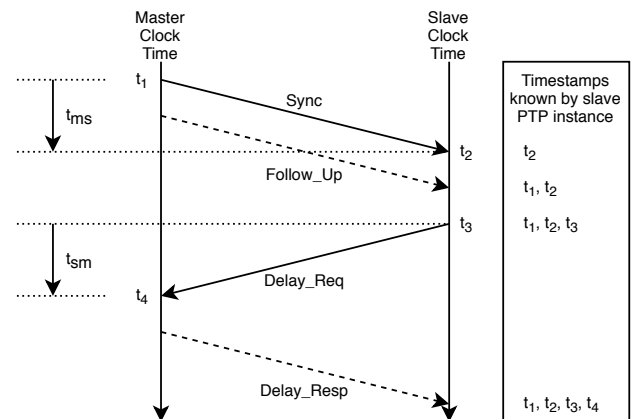 Master
Clock
Time
Slave
Clock
Time
Timestamps
known by slave
PTP instance
t1
Sync
tms
t2
t2
Follow_Up
t1, t2
t3
t1, t2, t3
tsm
Delay_Req
t4
Delay_Resp
t1, t2, t3, t4